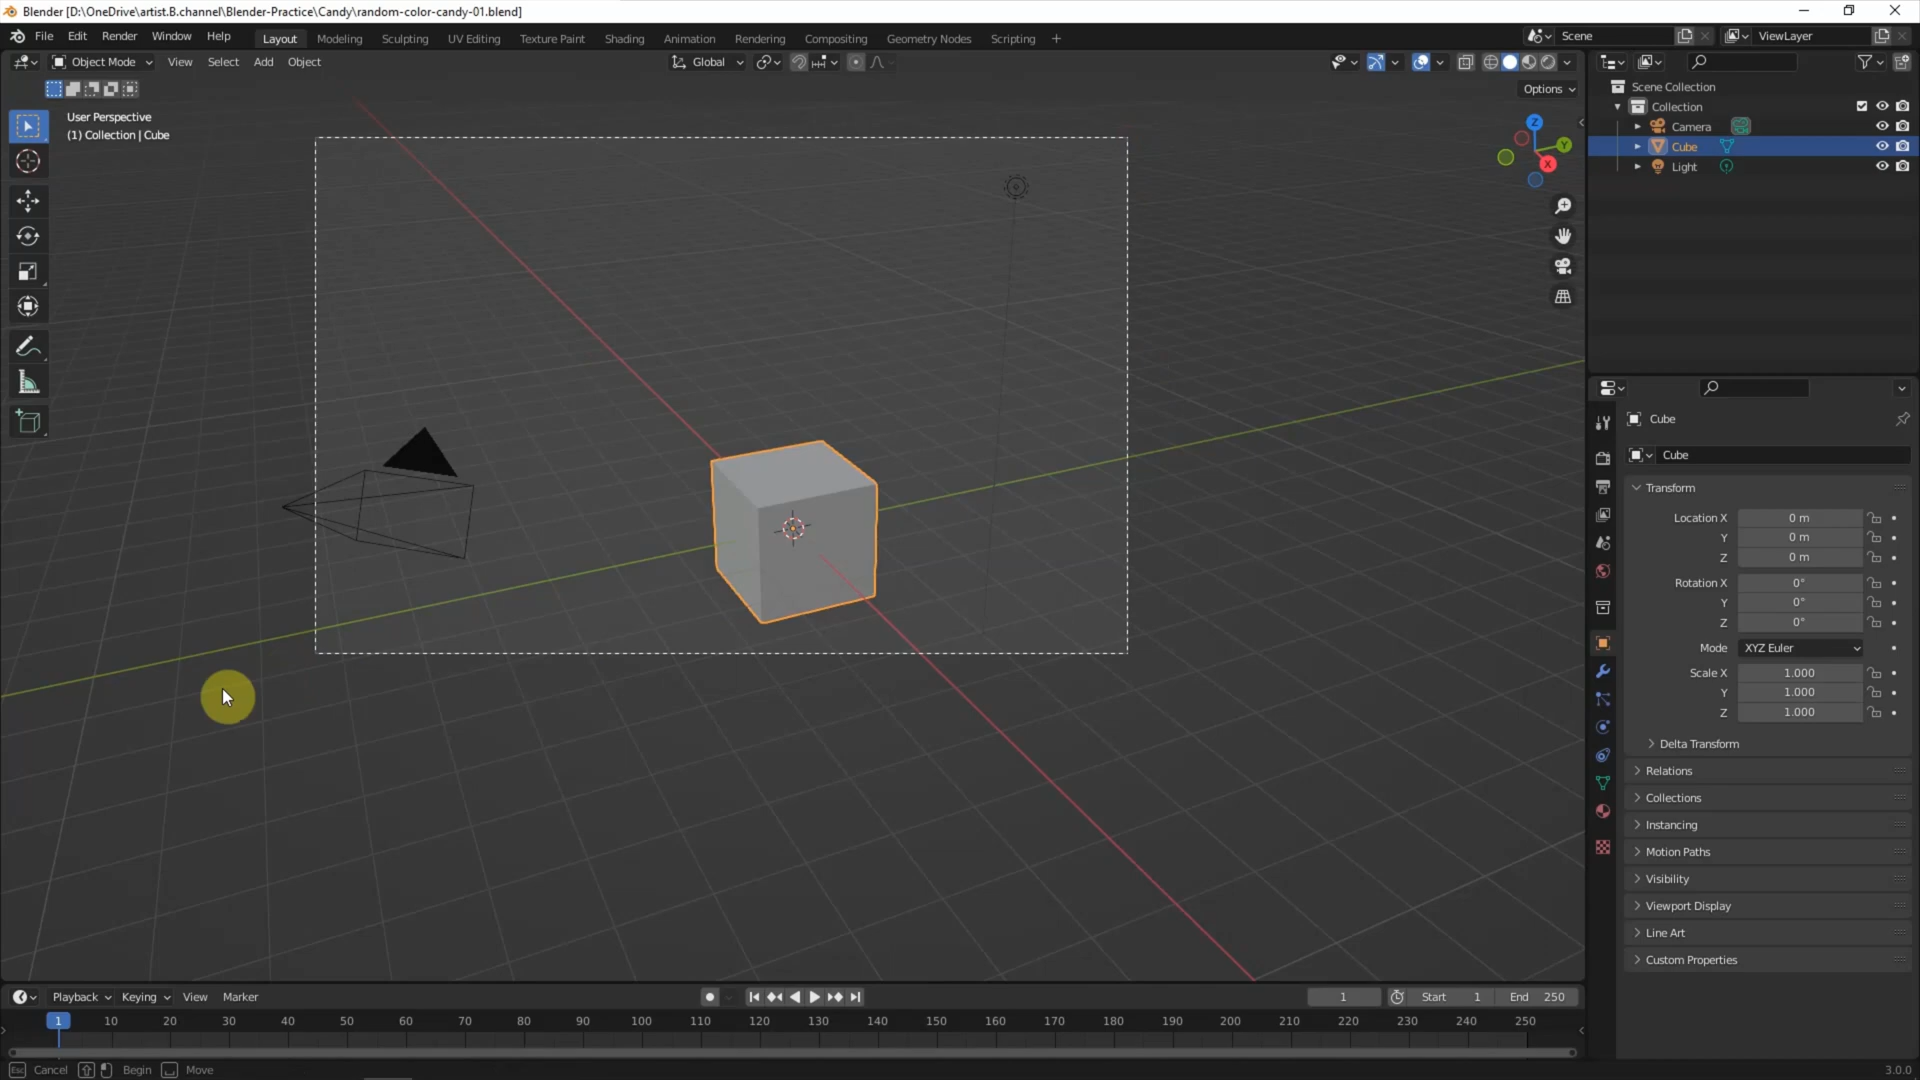 Blender [D:\OneDrive\artist.B.channel\Blender-Practice\Candy\random-color-candy-01.blend]
File Edit Render Window Help Layout Modeling Sculpting UV Editing Texture Paint Shading Animation Rendering Compositing Geometry Nodes Scripting + Scene ViewLayer
Object Mode View Select Add Object Global
Options
User Perspective
(1) Collection | Cube
Z
Y
X
Scene Collection
Collection
Camera
Cube
Light
Cube
Cube
Transform
Location X 0 m
Y 0 m
Z 0 m
Rotation X 0°
Y 0°
Z 0°
Mode XYZ Euler
Scale X 1.000
Y 1.000
Z 1.000
Delta Transform
Relations
Collections
Instancing
Motion Paths
Visibility
Viewport Display
Line Art
Custom Properties
Playback Keying View Marker 1 Start 1 End 250
1 10 20 30 40 50 60 70 80 90 100 110 120 130 140 150 160 170 180 190 200 210 220 230 240 250
Esc Cancel Begin Move 3.0.0